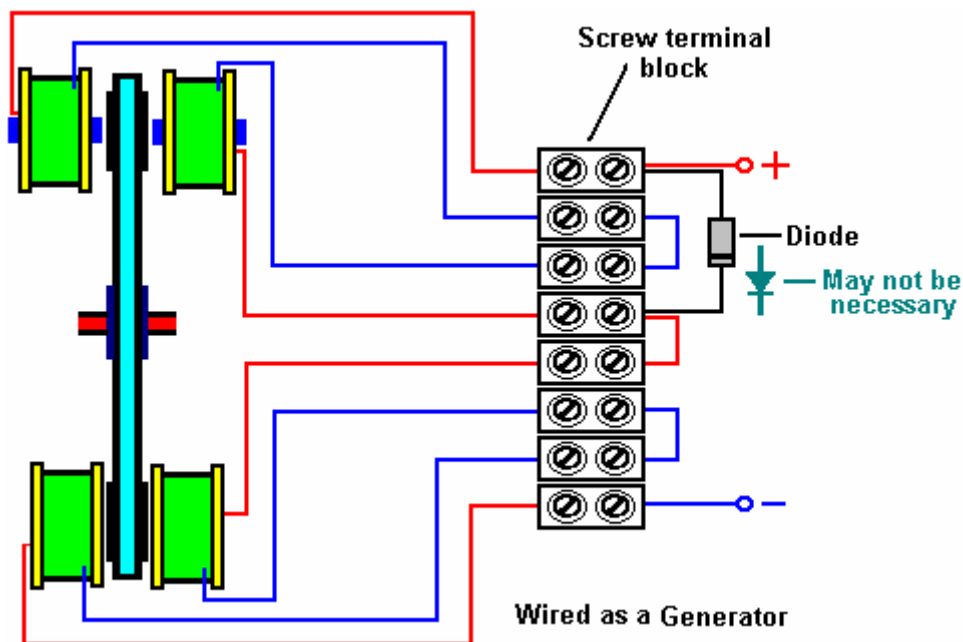 Screw terminal
block
+
Diode
May not be
necessary
-
Wired as a Generator